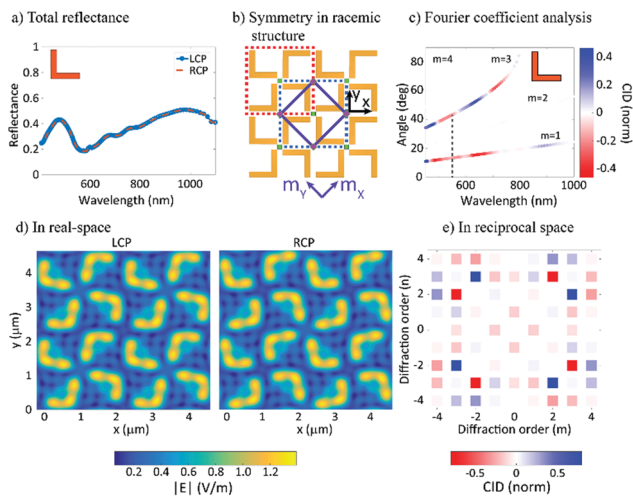 a) Total reflectance
b) Symmetry in racemic
structure
c) Fourier coefficient analysis
1
0.8
0.6
0.4
0.2
0
Reflectance
LCP
RCP
600
800
1000
Wavelength (nm)
y
x
m_Y
m_X
80
60
40
20
0
Angle (deg)
m=4
m=3
m=2
m=1
400
600
800
1000
Wavelength (nm)
0.4
0.2
0
-0.2
-0.4
CID (norm)
d) In real-space
LCP
RCP
4
3
2
1
0
y (μm)
0
1
2
3
4
x (μm)
0
1
2
3
4
x (μm)
0.2
0.4
0.6
0.8
1.0
1.2
|E| (V/m)
e) In reciprocal space
4
2
0
-2
-4
Diffraction order (n)
-4
-2
0
2
4
Diffraction order (m)
-0.5
0
0.5
CID (norm)